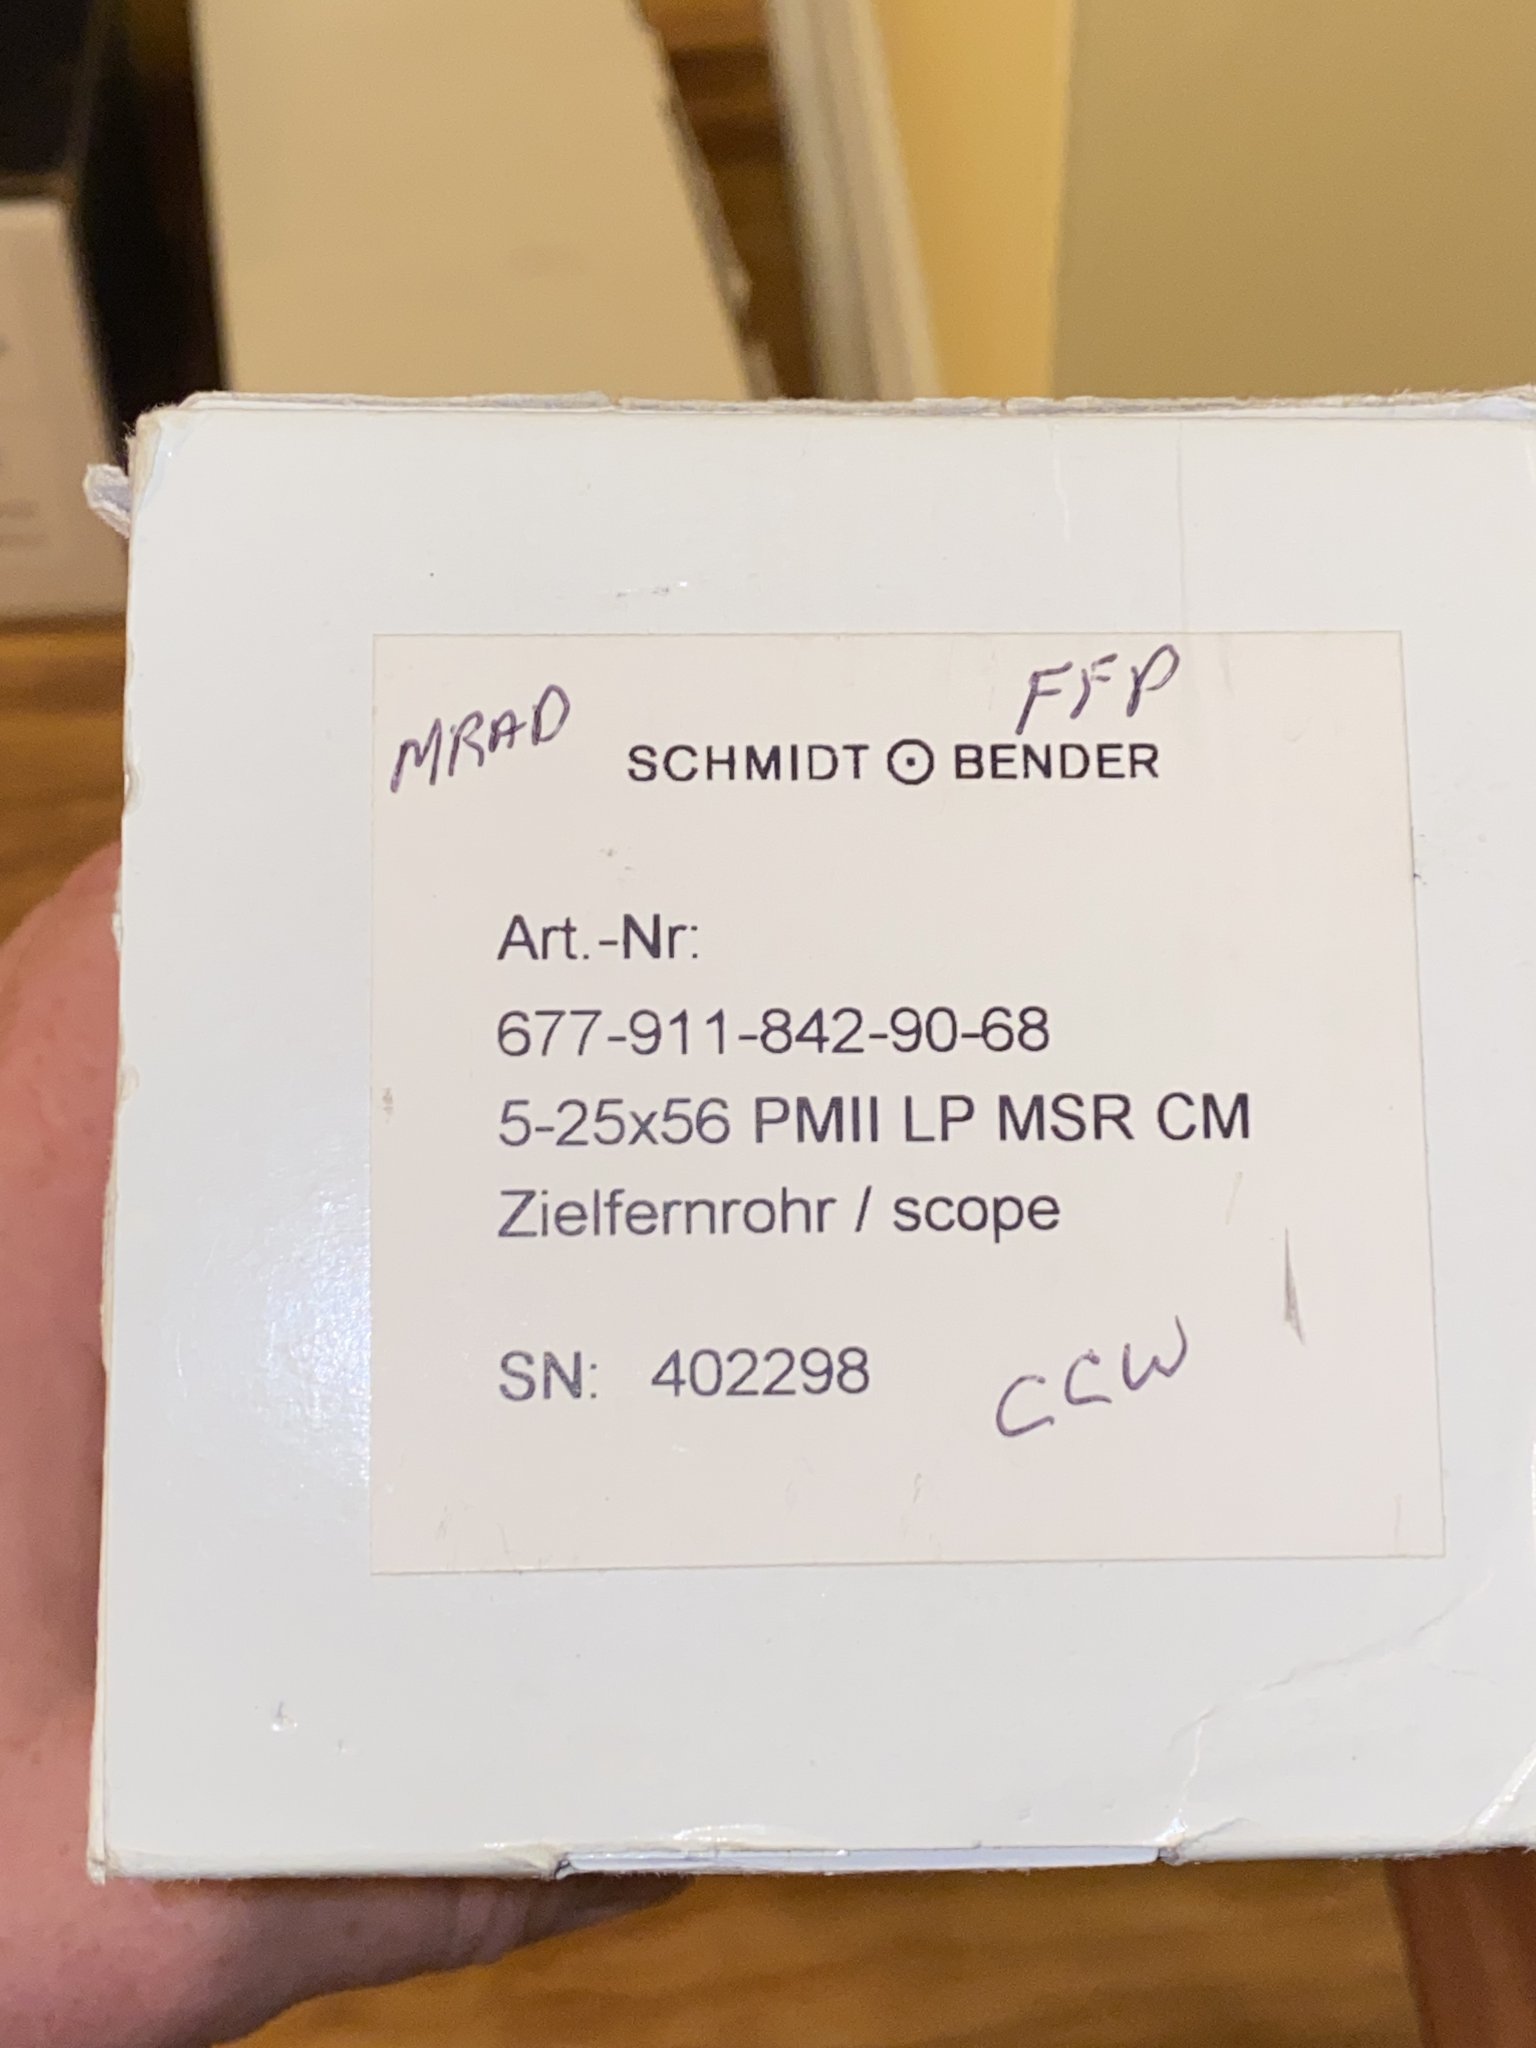 MRAD
FFP
SCHMIDT BENDER
Art.-Nr:
677-911-842-90-68
5-25x56 PMII LP MSR CM
Zielfernrohr / scope
SN: 402298
CCW